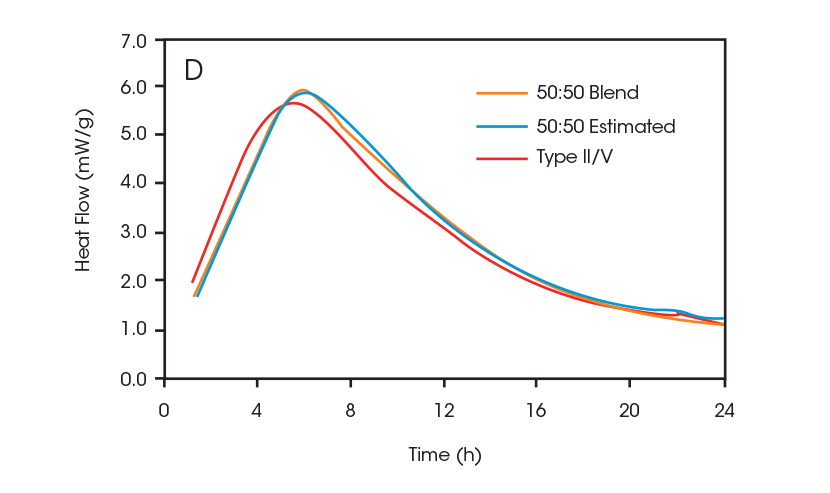 7.0
D
6.0
50:50 Blend
50:50 Estimated
5.0
Type II/V
4.0
3.0
2.0
1.0
0.0
Heat Flow (mW/g)
0 4 8 12 16 20 24
Time (h)